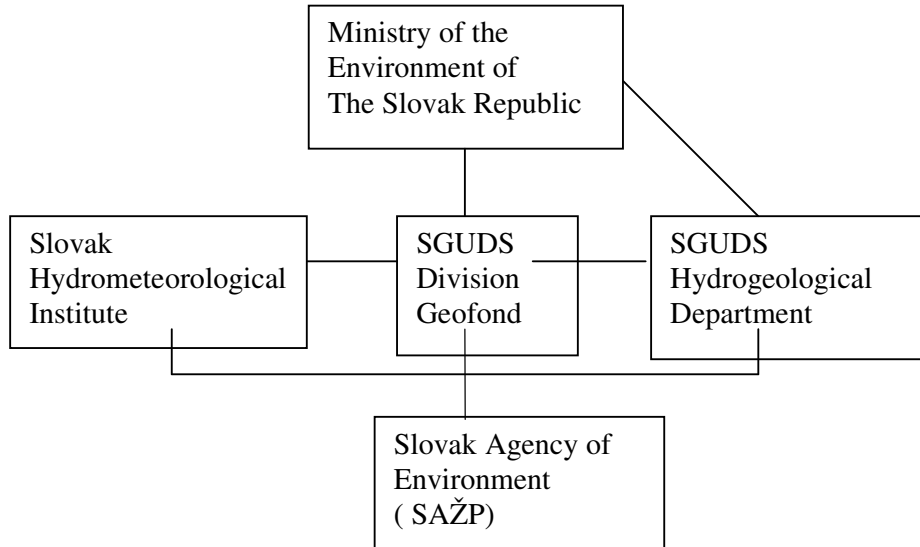 Ministry of the
Environment of
The Slovak Republic
Slovak
Hydrometeorological
Institute
SGUDS
Division
Geofond
SGUDS
Hydrogeological
Department
Slovak Agency of
Environment
( SAŽP)